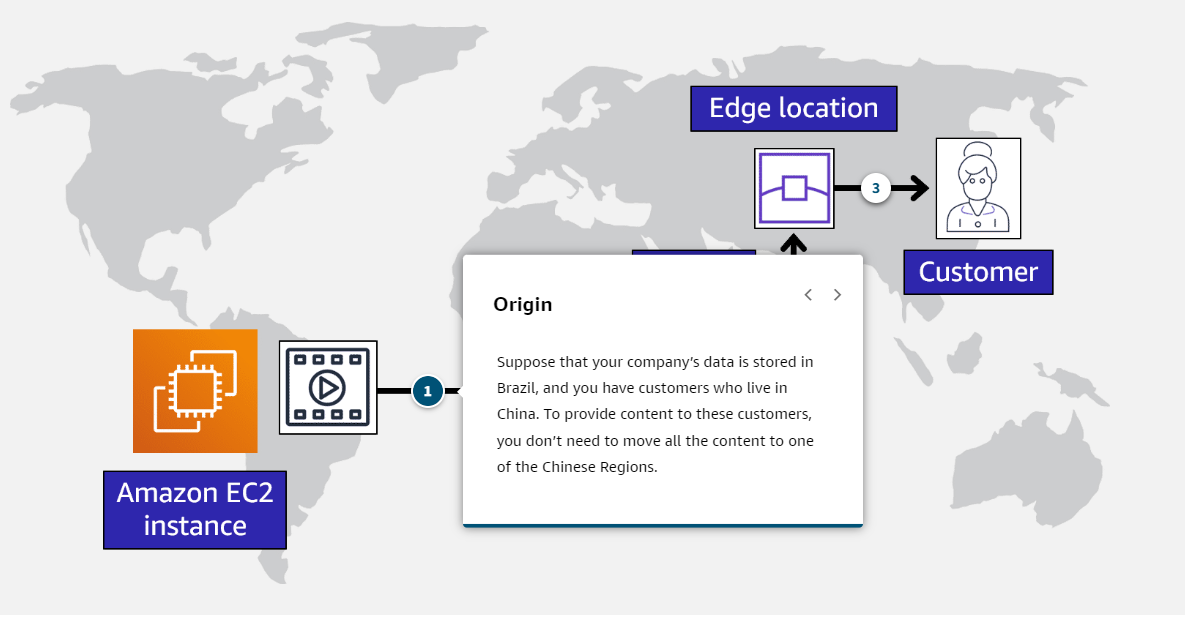 Edge location
3
Customer
Origin
Suppose that your company’s data is stored in
Brazil, and you have customers who live in
China. To provide content to these customers,
you don’t need to move all the content to one
of the Chinese Regions.
1
Amazon EC2
instance